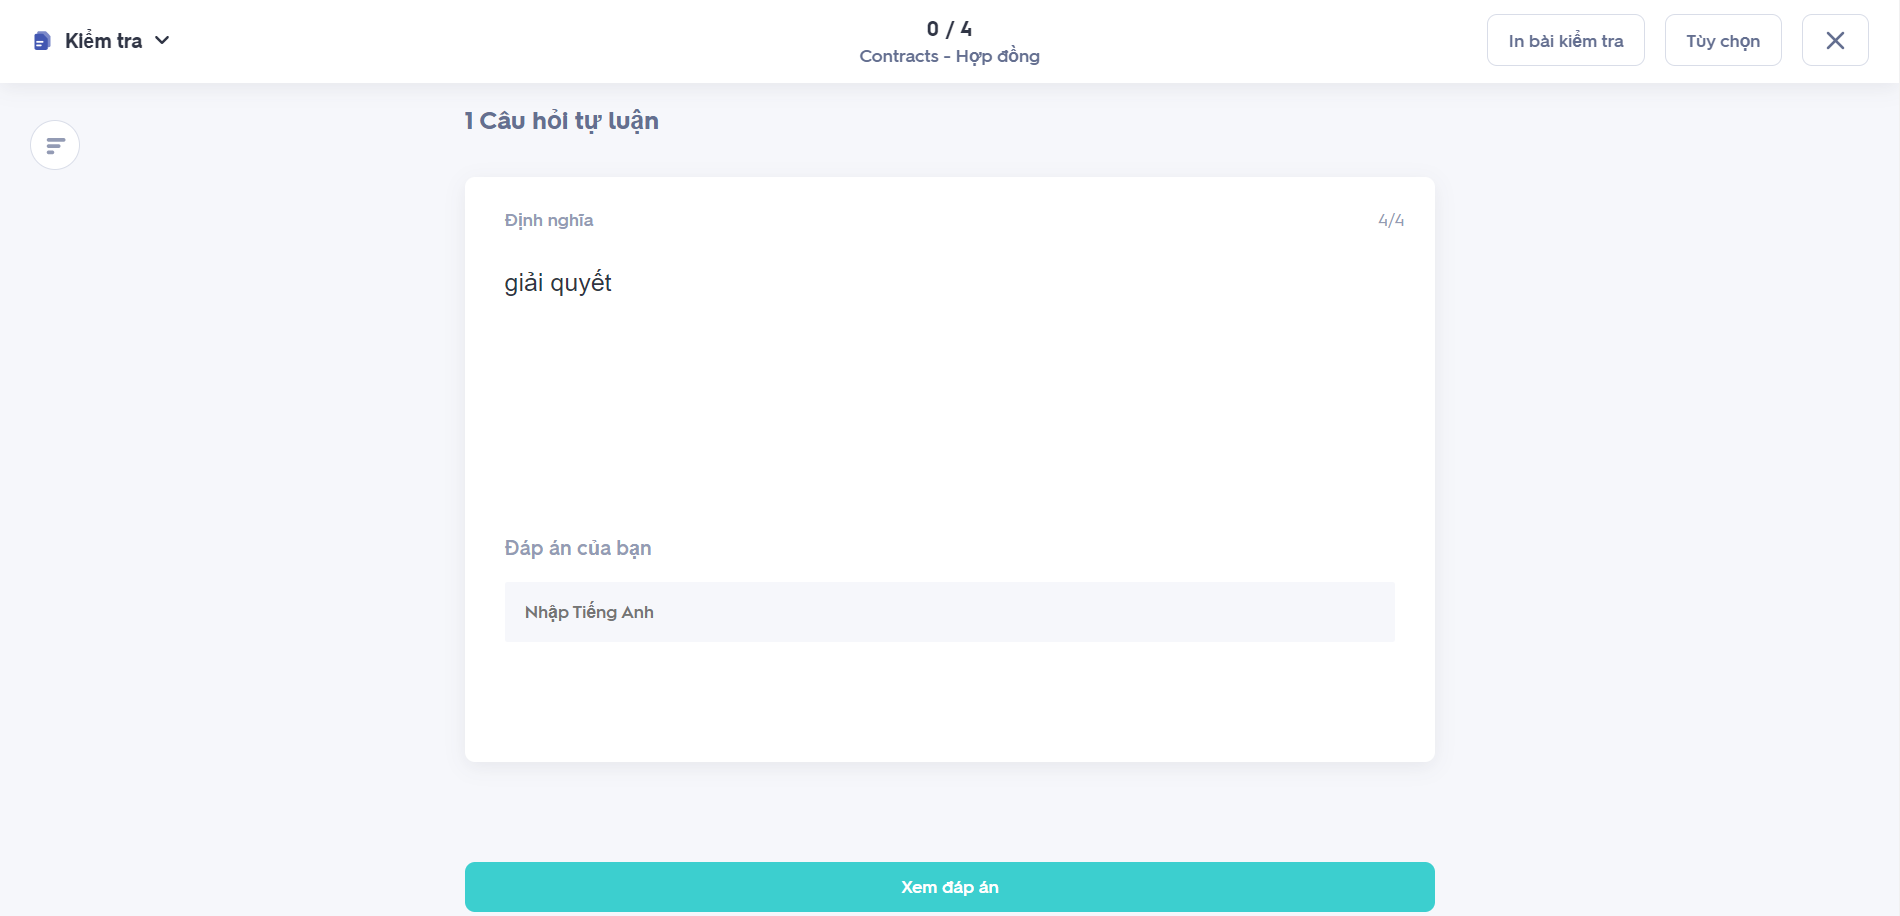 Kiểm tra
0 / 4
Contracts - Hợp đồng
In bài kiểm tra
Tùy chọn
1 Câu hỏi tự luận
Định nghĩa
4/4
giải quyết
Đáp án của bạn
Nhập Tiếng Anh
Xem đáp án